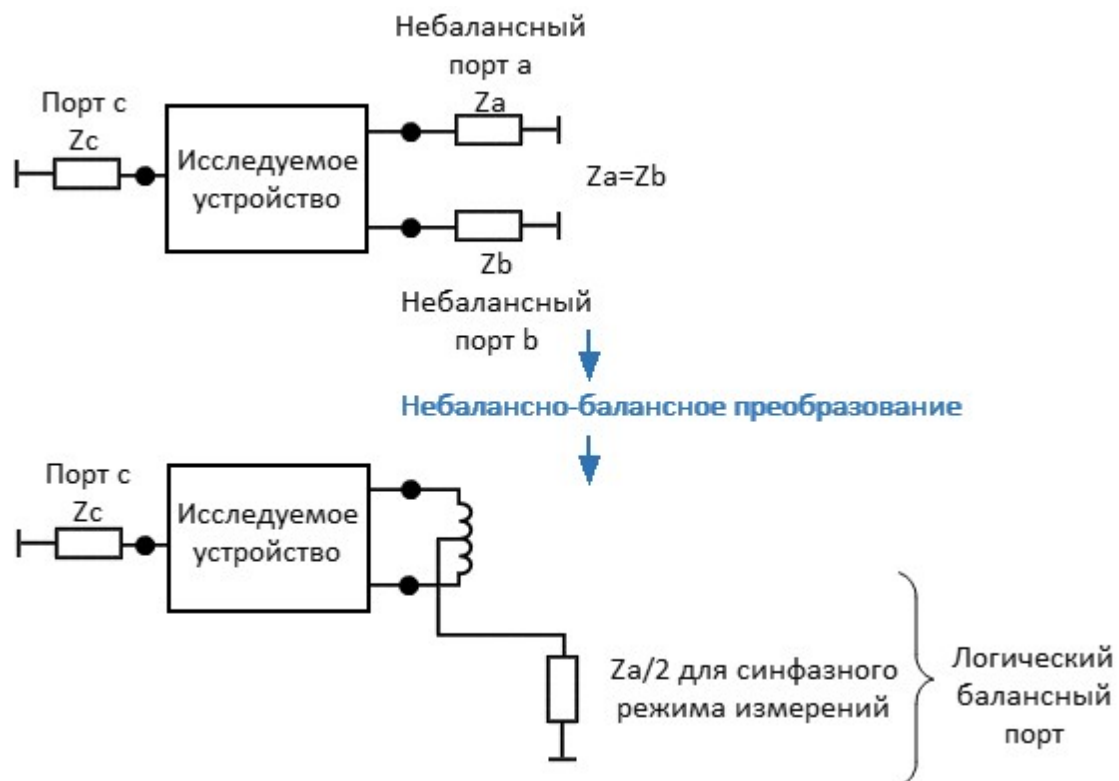 Небалансный
порт a
Za
Порт c
Zc
Исследуемое
устройство
Za=Zb
Zb
Небалансный
порт b
Небалансно-балансное преобразование
Порт c
Zc
Исследуемое
устройство
Za/2 для синфазного
режима измерений
Логический
балансный
порт